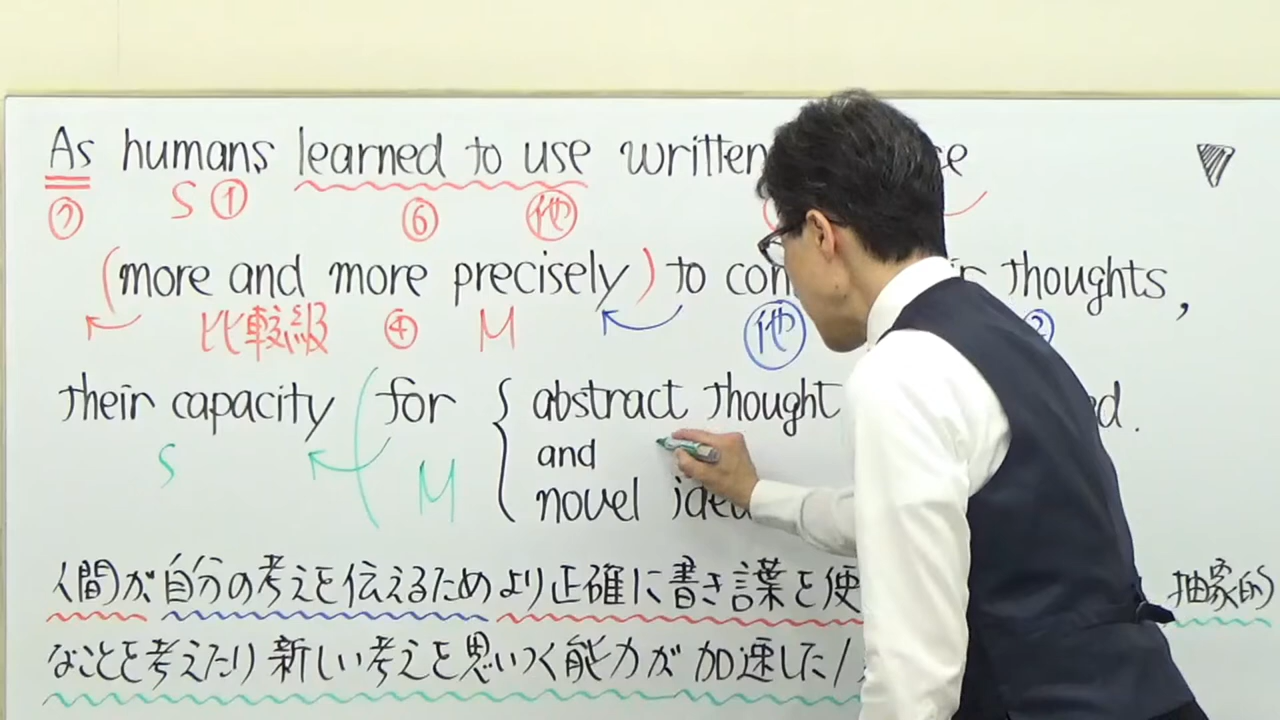 As humans learned to use written
S ① ⑥ 他
(more and more precisely) to their thoughts,
比較級 ④ M 他 ②
their capacity (for { abstract thought
S M and
novel
人間が自分の考えを伝えるためより正確に書き言葉を使 抽象的
なことを考えたり新しい考えを思いつく能力が加速した